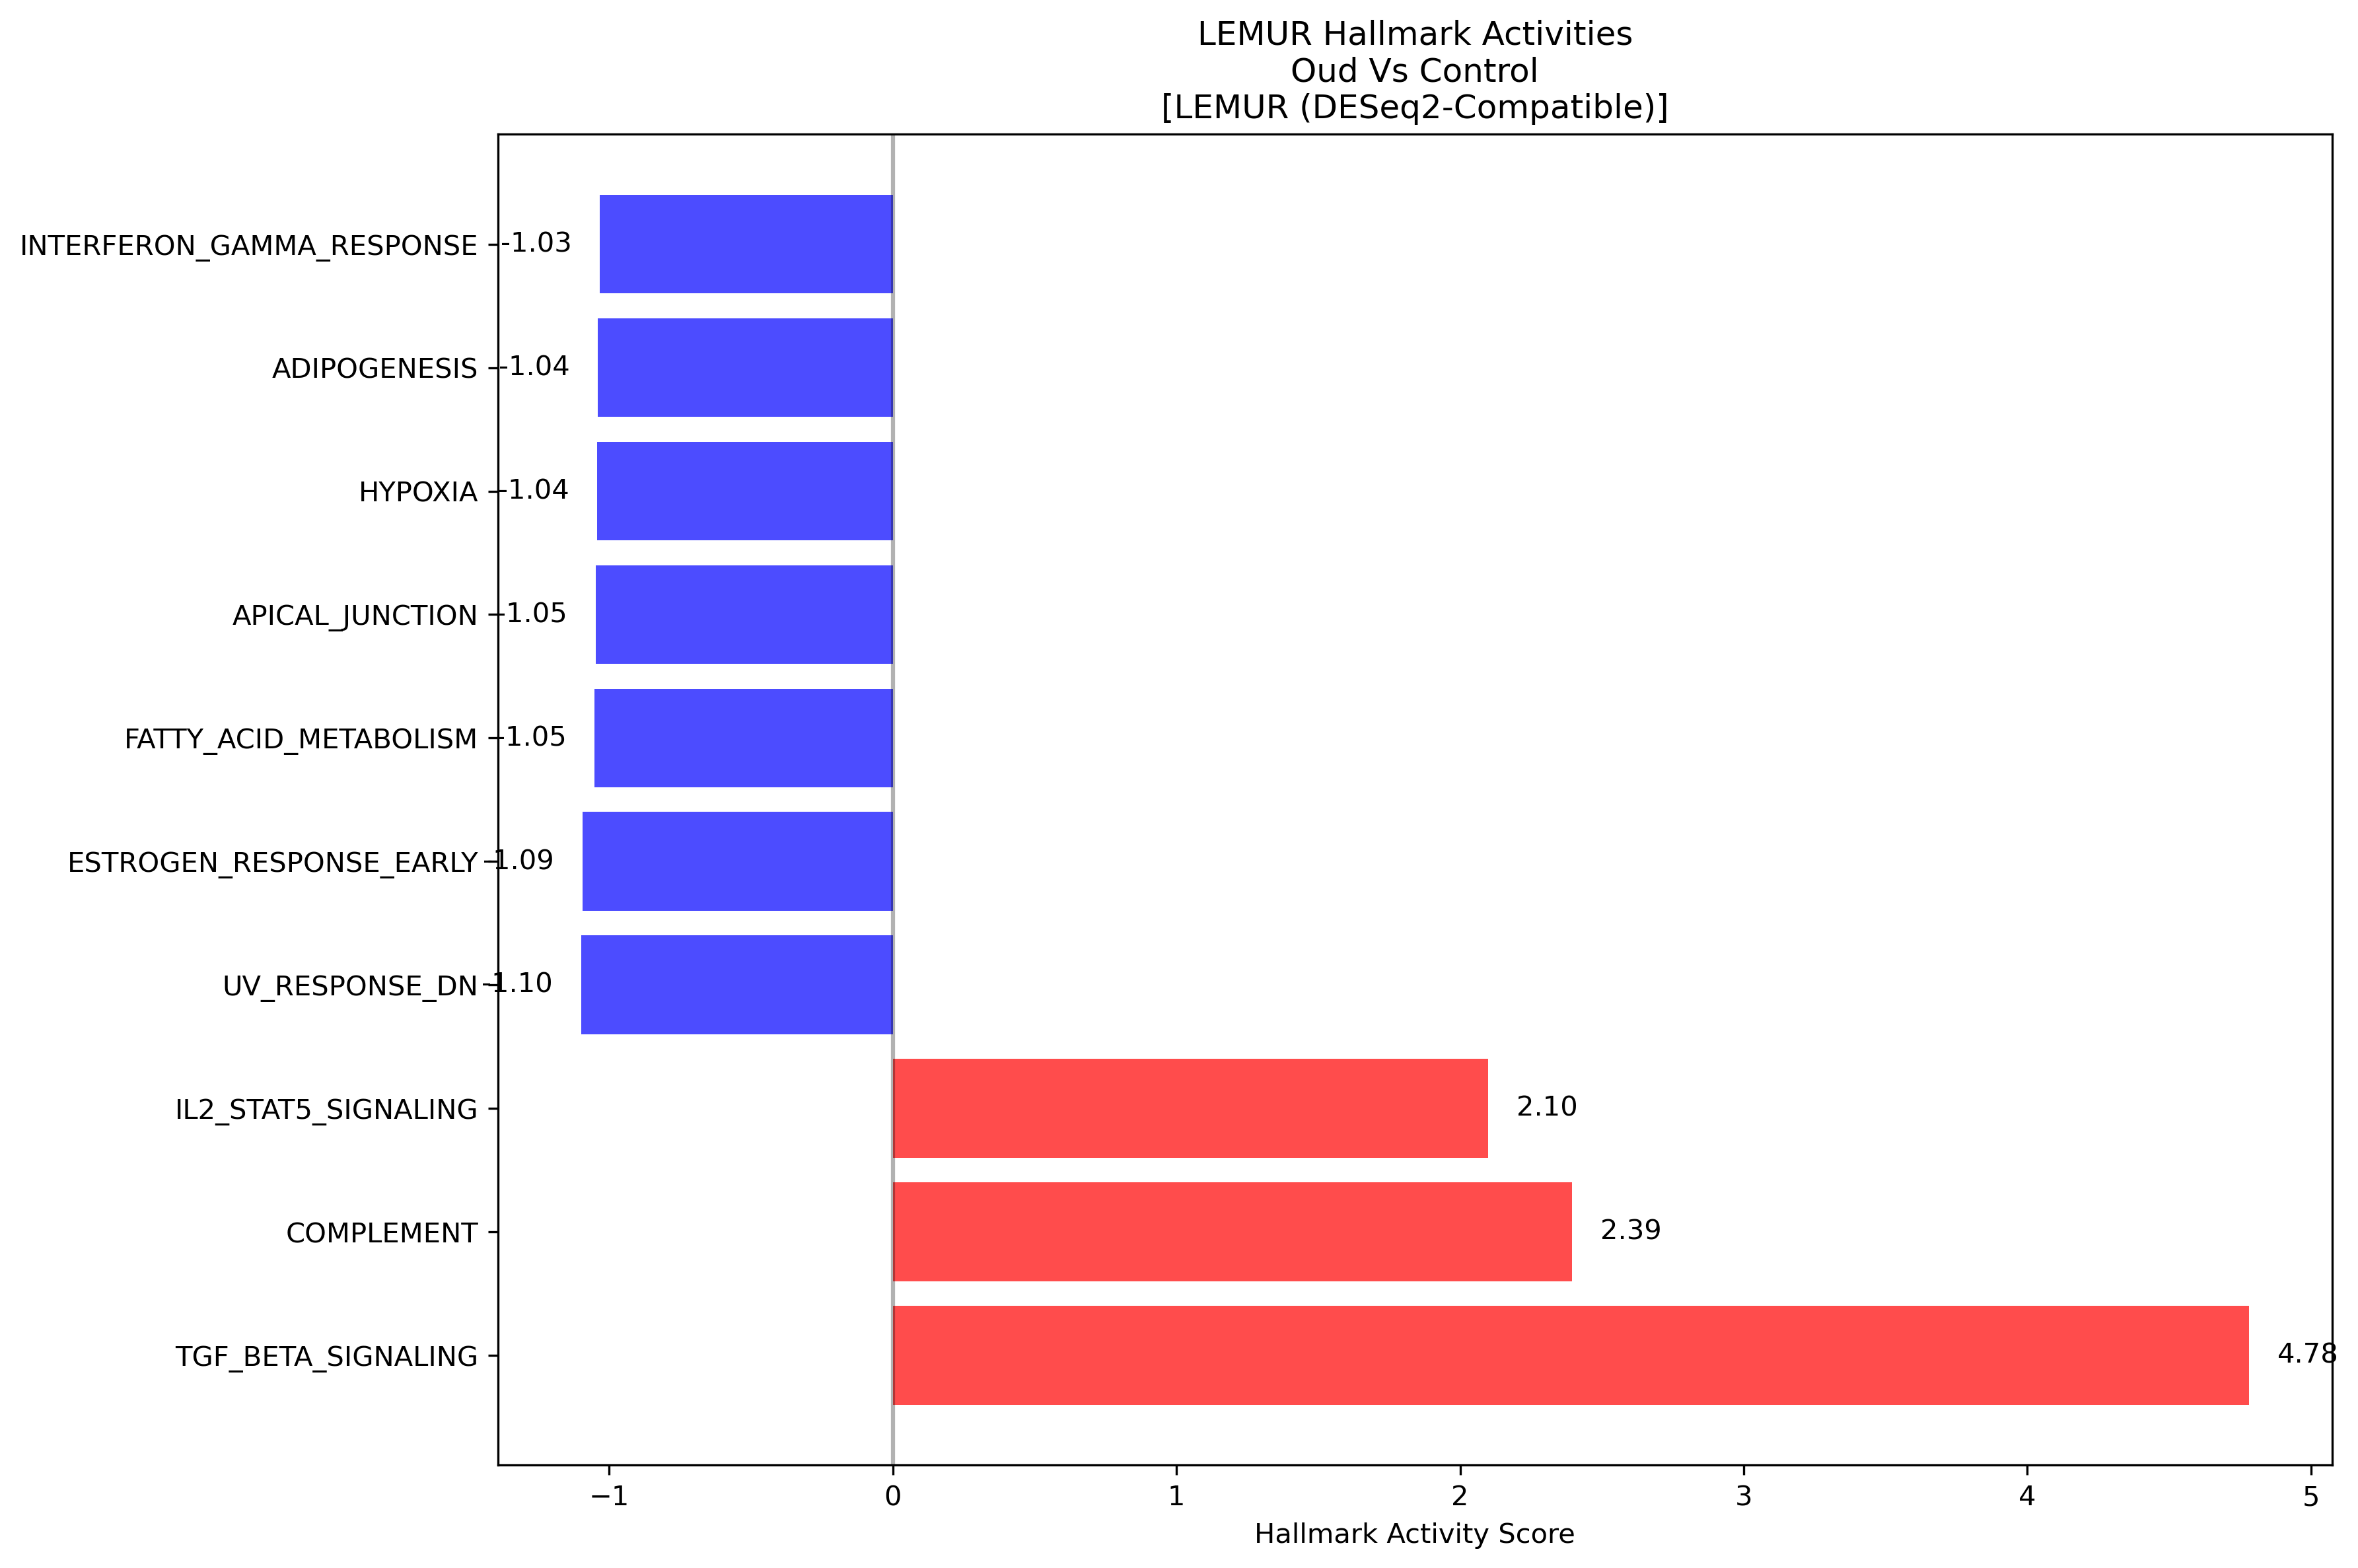 LEMUR Hallmark Activities
Oud Vs Control
[LEMUR (DESeq2-Compatible)]
INTERFERON_GAMMA_RESPONSE -1.03
ADIPOGENESIS -1.04
HYPOXIA -1.04
APICAL_JUNCTION -1.05
FATTY_ACID_METABOLISM -1.05
ESTROGEN_RESPONSE_EARLY -1.09
UV_RESPONSE_DN -1.10
IL2_STAT5_SIGNALING 2.10
COMPLEMENT 2.39
TGF_BETA_SIGNALING 4.78
−1 0 1 2 3 4 5
Hallmark Activity Score